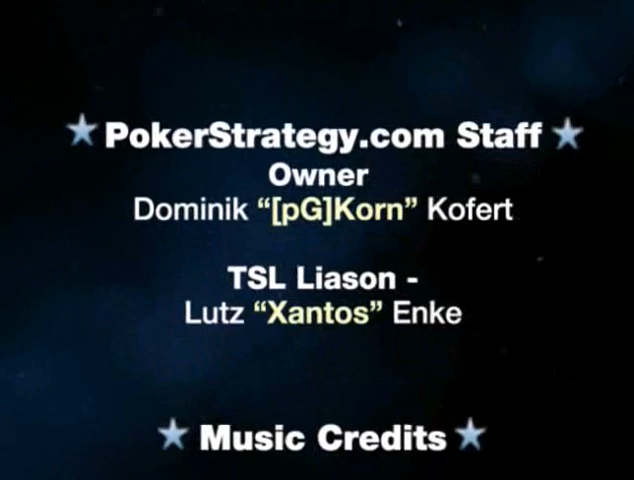 PokerStrategy.com Staff
Owner
Dominik “[pG]Korn” Kofert
TSL Liason -
Lutz “Xantos” Enke
Music Credits